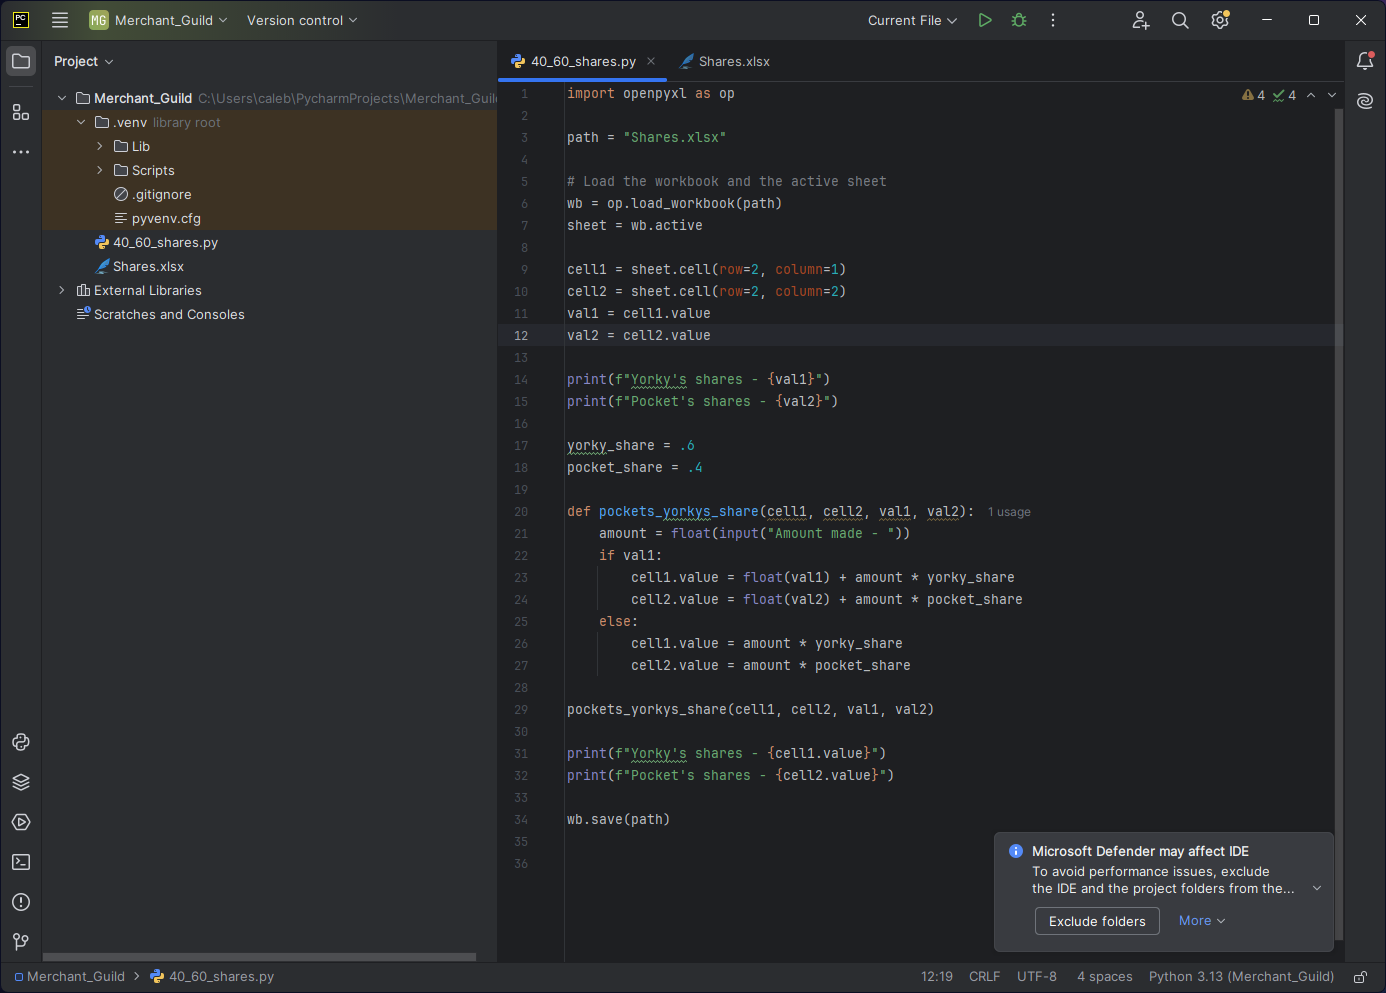 PC
MG Merchant_Guild Version control Current File
Project
Merchant_Guild C:\Users\caleb\PycharmProjects\Merchant_Guil
.venv library root
Lib
Scripts
.gitignore
pyvenv.cfg
40_60_shares.py
Shares.xlsx
External Libraries
Scratches and Consoles
40_60_shares.py Shares.xlsx
4 4
1 import openpyxl as op
2
3 path = "Shares.xlsx"
4
5 # Load the workbook and the active sheet
6 wb = op.load_workbook(path)
7 sheet = wb.active
8
9 cell1 = sheet.cell(row=2, column=1)
10 cell2 = sheet.cell(row=2, column=2)
11 val1 = cell1.value
12 val2 = cell2.value
13
14 print(f"Yorky's shares - {val1}")
15 print(f"Pocket's shares - {val2}")
16
17 yorky_share = .6
18 pocket_share = .4
19
20 def pockets_yorkys_share(cell1, cell2, val1, val2): 1 usage
21     amount = float(input("Amount made - "))
22     if val1:
23         cell1.value = float(val1) + amount * yorky_share
24         cell2.value = float(val2) + amount * pocket_share
25     else:
26         cell1.value = amount * yorky_share
27         cell2.value = amount * pocket_share
28
29 pockets_yorkys_share(cell1, cell2, val1, val2)
30
31 print(f"Yorky's shares - {cell1.value}")
32 print(f"Pocket's shares - {cell2.value}")
33
34 wb.save(path)
35
36
Microsoft Defender may affect IDE
To avoid performance issues, exclude
the IDE and the project folders from the...
Exclude folders More
Merchant_Guild 40_60_shares.py 12:19 CRLF UTF-8 4 spaces Python 3.13 (Merchant_Guild)